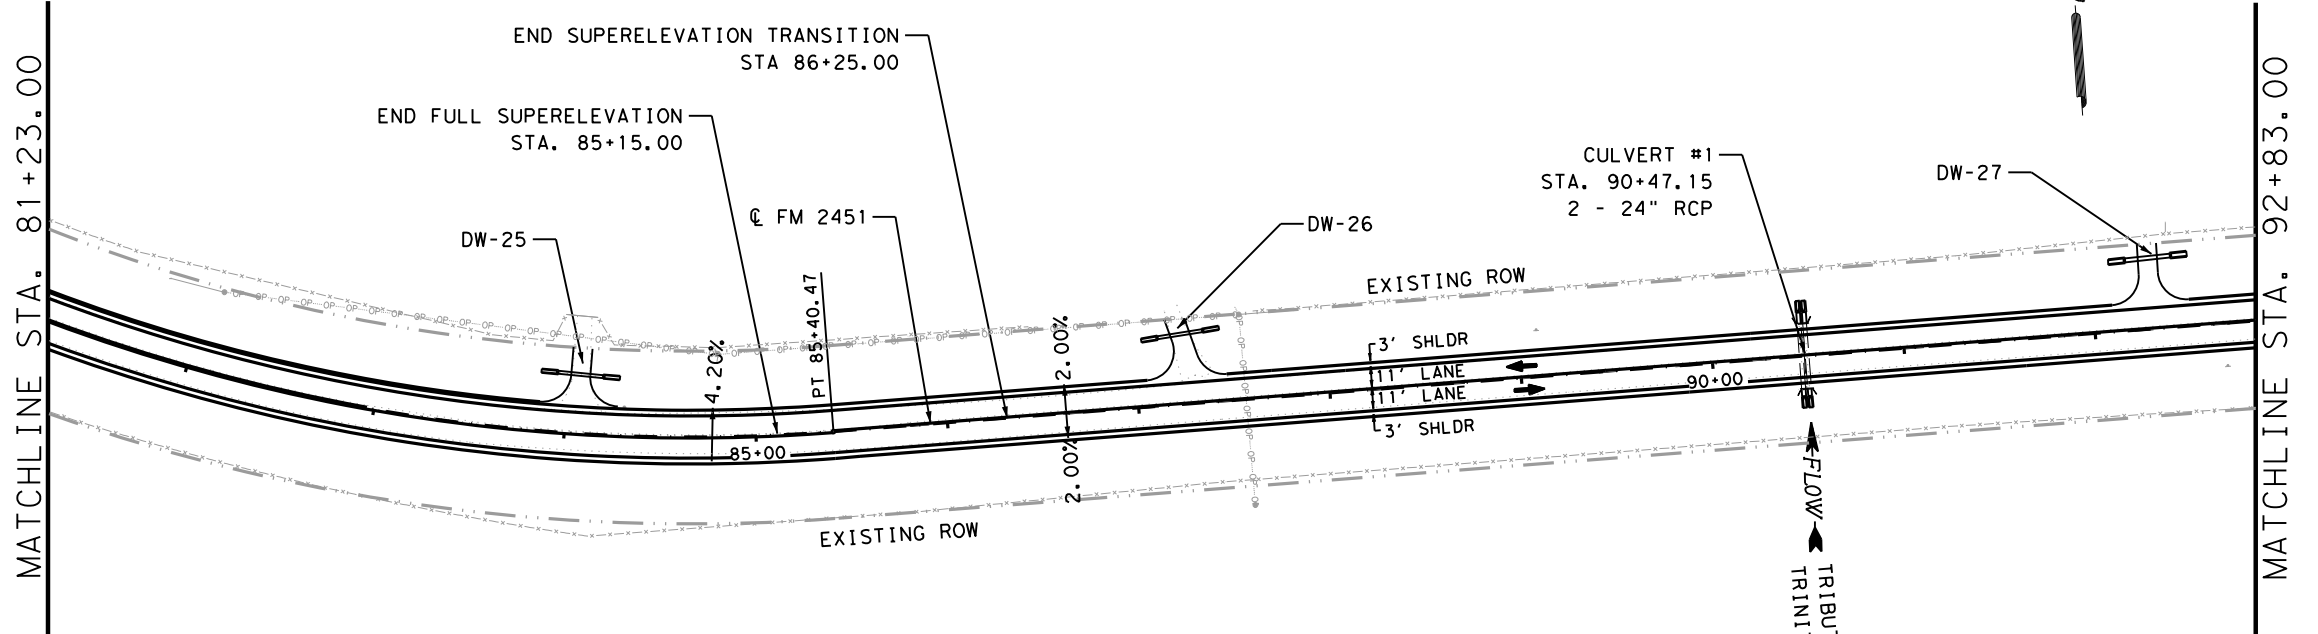 MATCHLINE STA. 81+23.00
END SUPERELEVATION TRANSITION
STA 86+25.00
END FULL SUPERELEVATION
STA. 85+15.00
℄ FM 2451
DW-25
PT 85+40.47
4.20%
85+00
2.00%
2.00%
DW-26
EXISTING ROW
EXISTING ROW
3' SHLDR
11' LANE
11' LANE
3' SHLDR
CULVERT #1
STA. 90+47.15
2 - 24" RCP
90+00
DW-27
FLOW
MATCHLINE STA. 92+83.00